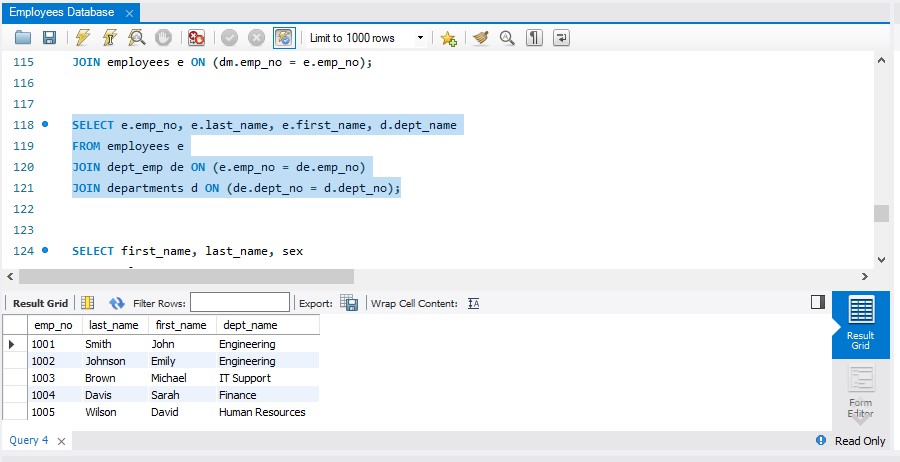 Employees Database ×
Limit to 1000 rows
115 JOIN employees e ON (dm.emp_no = e.emp_no);
116
117
118 SELECT e.emp_no, e.last_name, e.first_name, d.dept_name
119 FROM employees e
120 JOIN dept_emp de ON (e.emp_no = de.emp_no)
121 JOIN departments d ON (de.dept_no = d.dept_no);
122
123
124 SELECT first_name, last_name, sex
Result Grid Filter Rows: Export: Wrap Cell Content: IA
emp_no last_name first_name dept_name
1001 Smith John Engineering
1002 Johnson Emily Engineering
1003 Brown Michael IT Support
1004 Davis Sarah Finance
1005 Wilson David Human Resources
Result
Grid
Form
Editor
Query 4 ×
Read Only